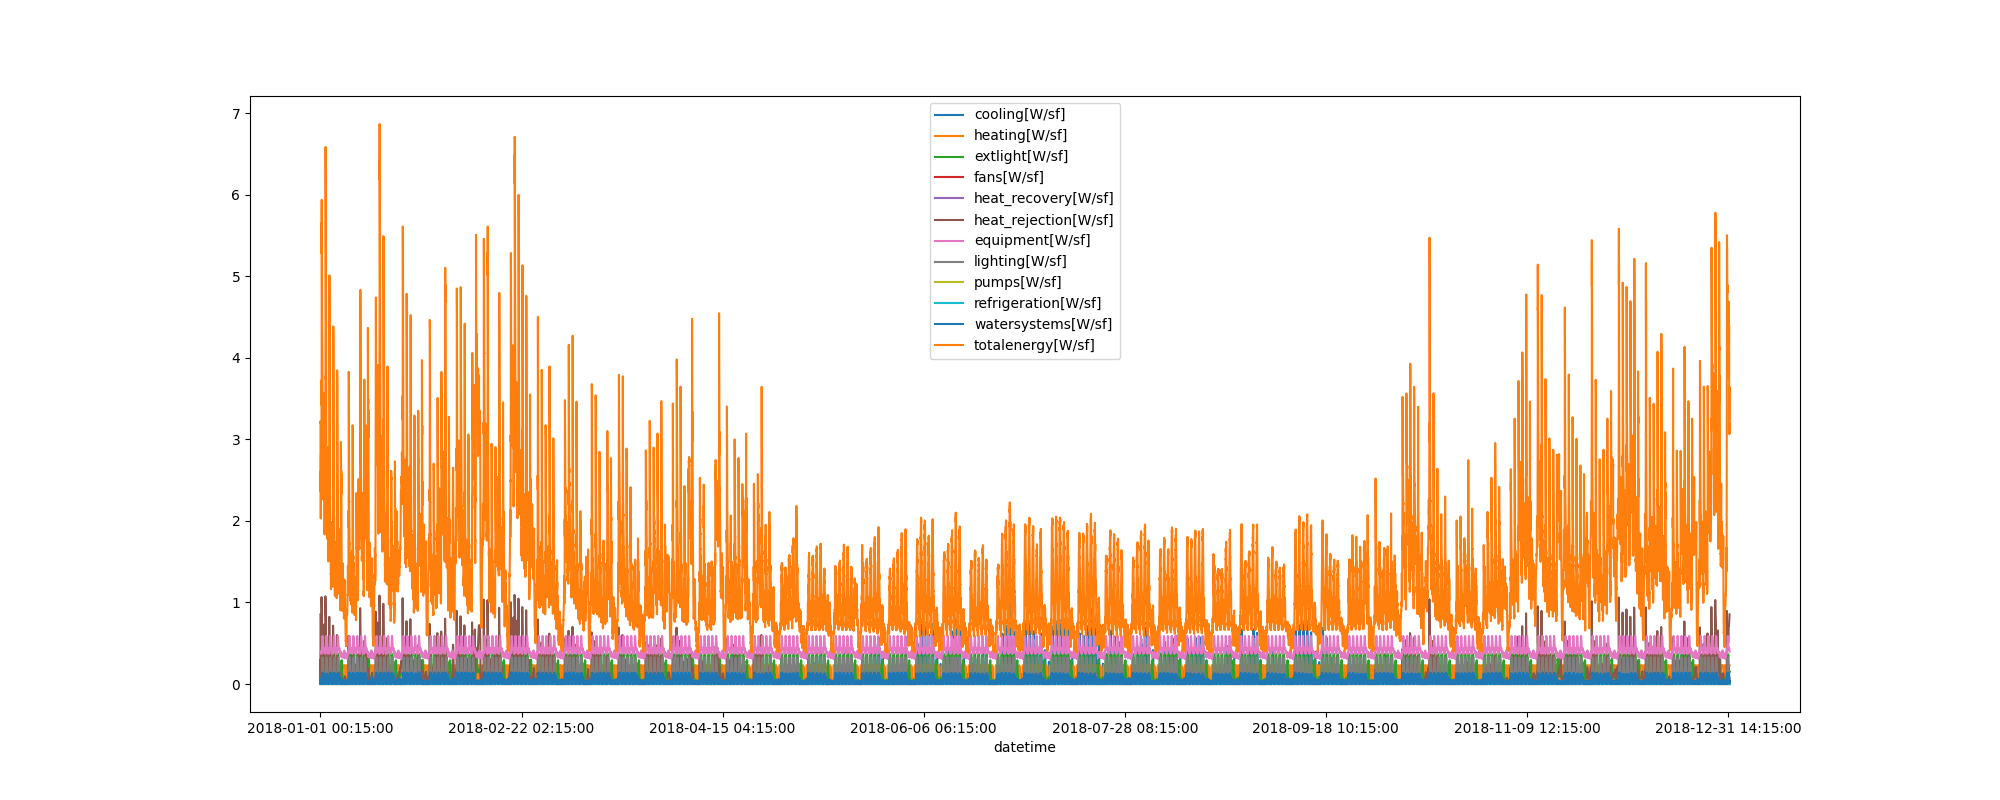 7
6
5
4
3
2
1
0
cooling[W/sf]
heating[W/sf]
extlight[W/sf]
fans[W/sf]
heat_recovery[W/sf]
heat_rejection[W/sf]
equipment[W/sf]
lighting[W/sf]
pumps[W/sf]
refrigeration[W/sf]
watersystems[W/sf]
totalenergy[W/sf]
2018-01-01 00:15:00 2018-02-22 02:15:00 2018-04-15 04:15:00 2018-06-06 06:15:00 2018-07-28 08:15:00 2018-09-18 10:15:00 2018-11-09 12:15:00 2018-12-31 14:15:00
datetime